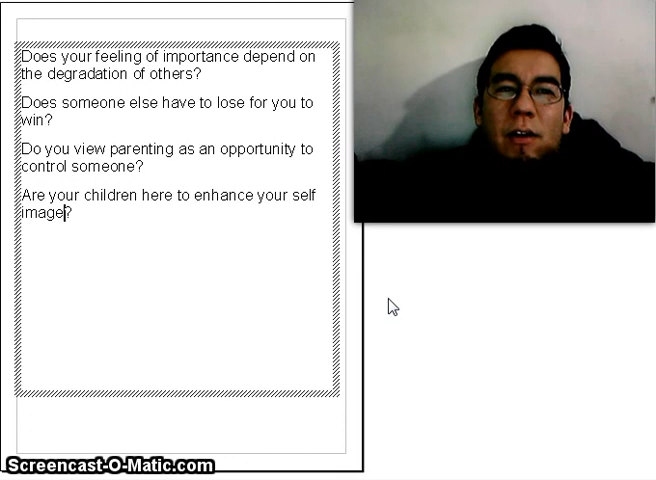 Does your feeling of importance depend on
the degradation of others?
Does someone else have to lose for you to
win?
Do you view parenting as an opportunity to
control someone?
Are your children here to enhance your self
image?
Screencast-O-Matic.com